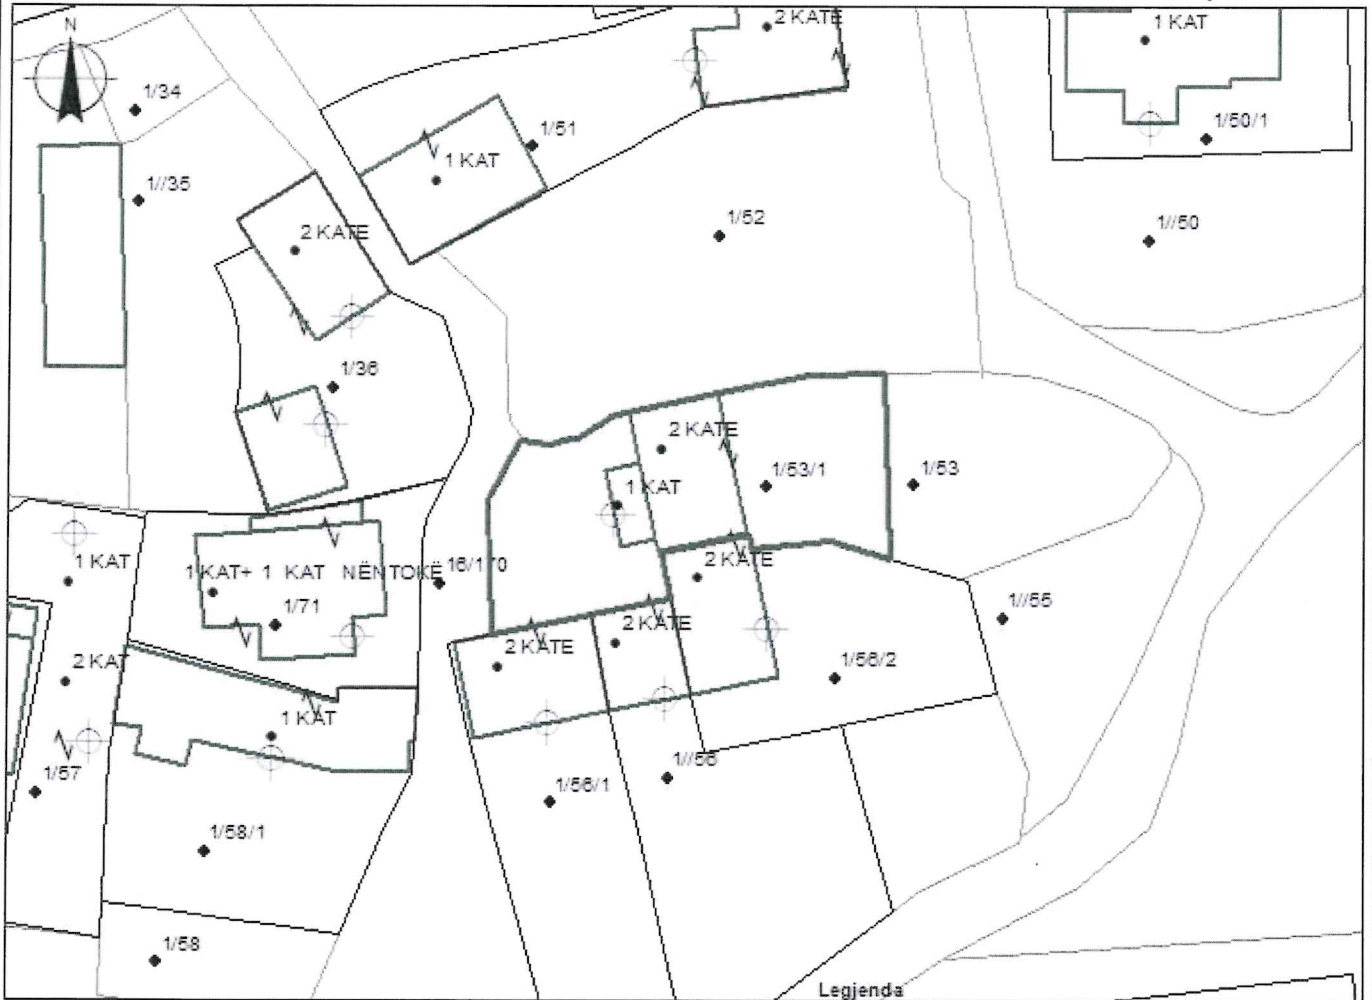 N
2 KATE
1 KAT
1/34
1/51
1/50/1
1 KAT
1//35
1/52
1//50
2 KATE
1/36
2 KATE
1/53/1
1/53
1 KAT
1 KAT
2 KATE
1 KAT+ 1 KAT NËNTOKË
16/170
1/71
1//55
2 KATE
2 KATE
2 KAT
1/56/2
1 KAT
1/57
1/56/1
1//56
1/58/1
1/58
Legjenda